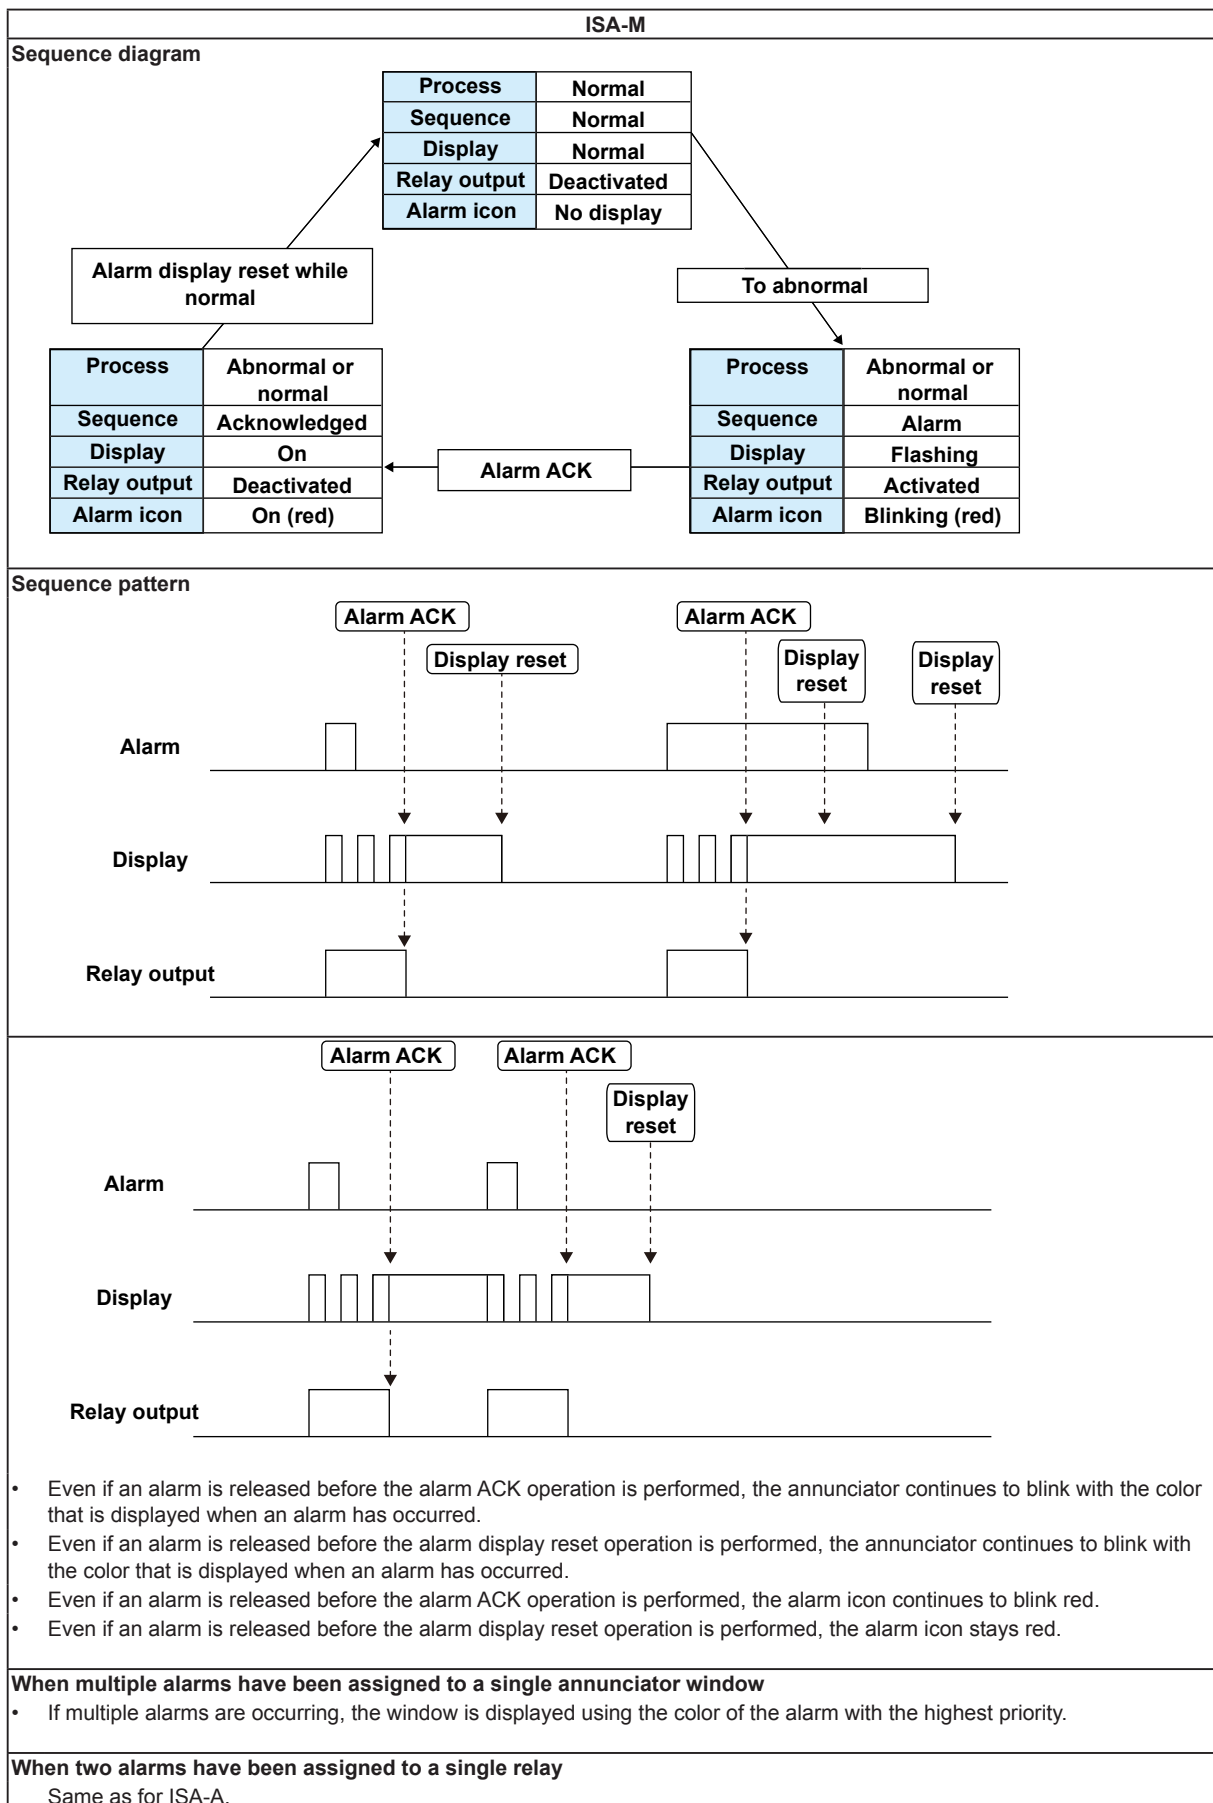 ISA-M
Sequence diagram
Process Normal
Sequence Normal
Display Normal
Relay output Deactivated
Alarm icon No display
Alarm display reset while
normal
To abnormal
Process Abnormal or
normal
Sequence Acknowledged
Display On
Relay output Deactivated
Alarm icon On (red)
Alarm ACK
Process Abnormal or
normal
Sequence Alarm
Display Flashing
Relay output Activated
Alarm icon Blinking (red)
Sequence pattern
Alarm ACK
Display reset
Alarm ACK
Display
reset
Display
reset
Alarm
Display
Relay output
Alarm ACK
Alarm ACK
Display
reset
Alarm
Display
Relay output
• Even if an alarm is released before the alarm ACK operation is performed, the annunciator continues to blink with the color
that is displayed when an alarm has occurred.
• Even if an alarm is released before the alarm display reset operation is performed, the annunciator continues to blink with
the color that is displayed when an alarm has occurred.
• Even if an alarm is released before the alarm ACK operation is performed, the alarm icon continues to blink red.
• Even if an alarm is released before the alarm display reset operation is performed, the alarm icon stays red.
When multiple alarms have been assigned to a single annunciator window
• If multiple alarms are occurring, the window is displayed using the color of the alarm with the highest priority.
When two alarms have been assigned to a single relay
Same as for ISA-A.